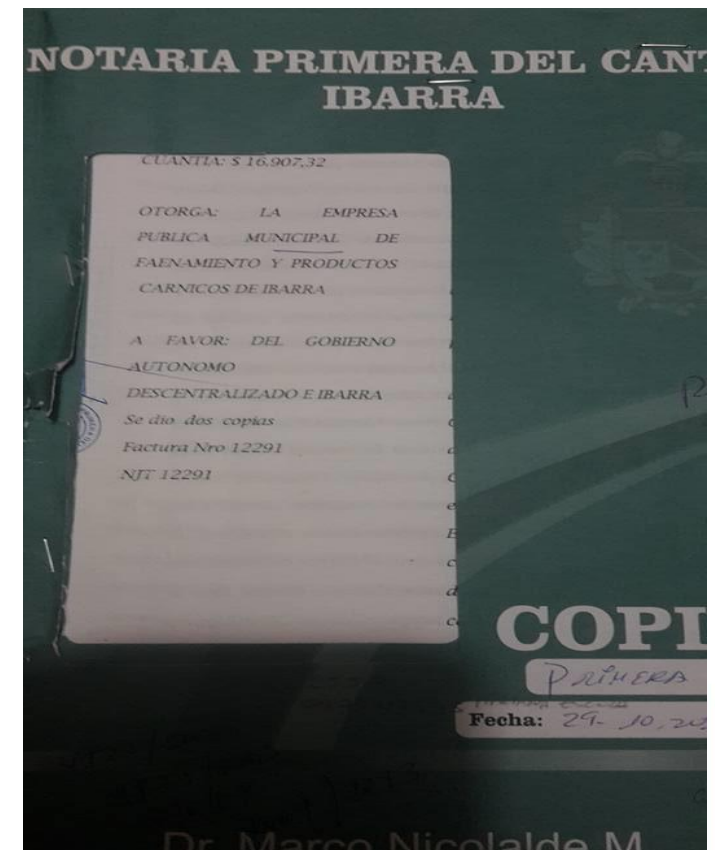 NOTARIA PRIMERA DEL CANT
IBARRA
CUANTIA: $ 16.907,32
OTORGA: LA EMPRESA
PUBLICA MUNICIPAL DE
FAENAMIENTO Y PRODUCTOS
CARNICOS DE IBARRA
A FAVOR: DEL GOBIERNO
AUTONOMO
DESCENTRALIZADO E IBARRA
Se dio dos copias
Factura Nro 12291
NJT 12291
COPI
PRIMERA
Fecha: 29- 10, 20
Dr. Marco Nicolalde M.